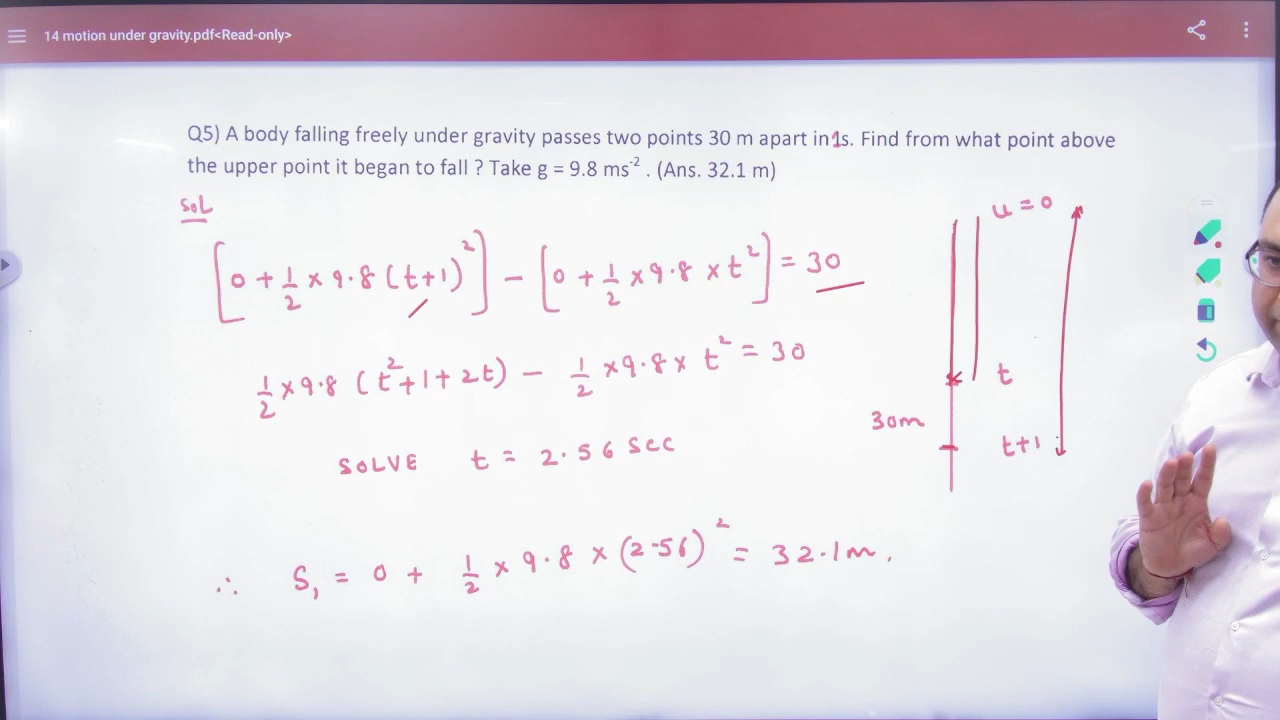 14 motion under gravity.pdf<Read-only>
Q5) A body falling freely under gravity passes two points 30 m apart in 1s. Find from what point above
the upper point it began to fall ? Take g = 9.8 ms⁻² . (Ans. 32.1 m)
SOL
[0 + 1/2 × 9.8 (t+1)²] − [0 + 1/2 × 9.8 × t²] = 30
1/2 × 9.8 (t²+1+2t) − 1/2 × 9.8 × t² = 30
SOLVE t = 2.56 SEC
∴ S₁ = 0 + 1/2 × 9.8 × (2.56)² = 32.1m.
u = 0
t
30m
t+1